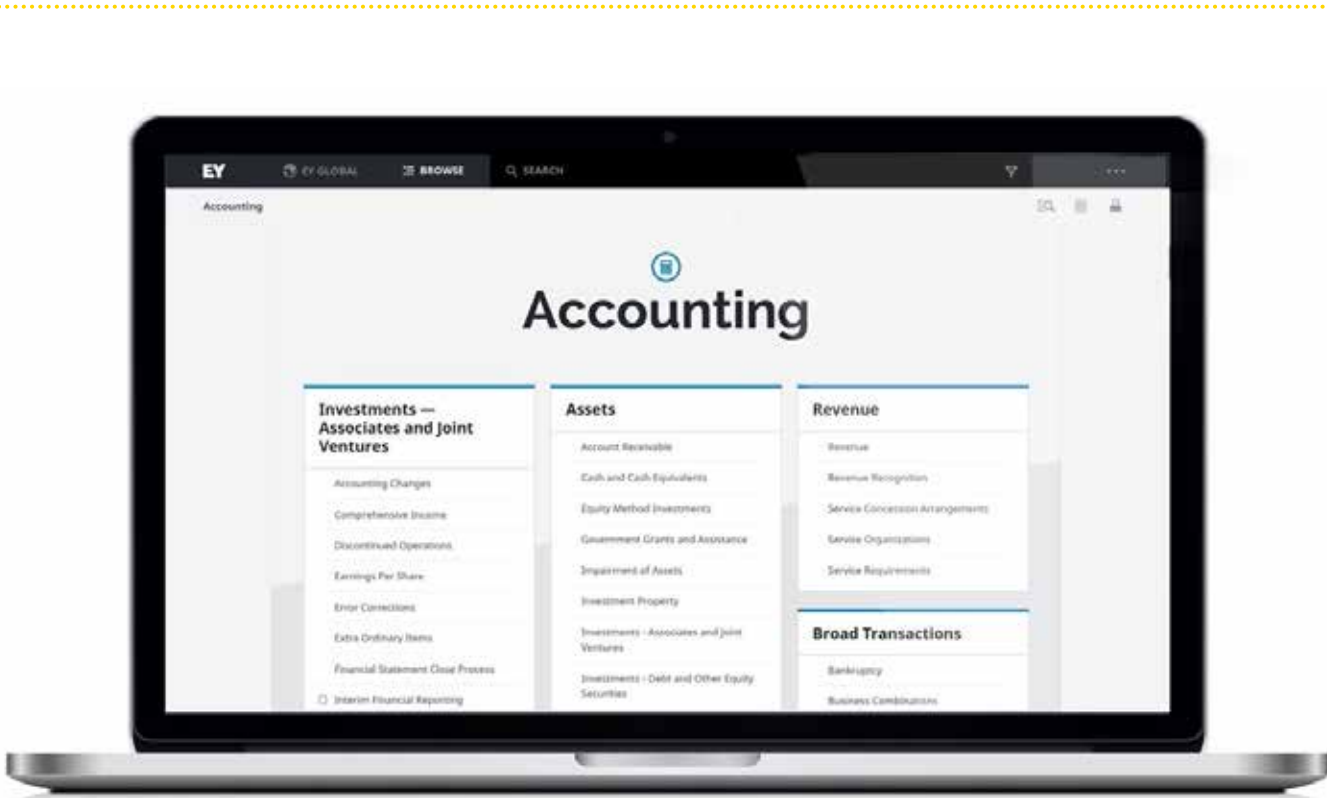 EY
EY GLOBAL
BROWSE
SEARCH
Accounting
Accounting
Investments —
Associates and Joint
Ventures
Accounting Changes
Comprehensive Income
Discontinued Operations
Earnings Per Share
Error Corrections
Extra Ordinary Items
Financial Statement Close Process
Interim Financial Reporting
Assets
Account Receivable
Cash and Cash Equivalents
Equity Method Investments
Government Grants and Assistance
Impairment of Assets
Investment Property
Investments - Associates and Joint
Ventures
Investments - Debt and Other Equity
Securities
Revenue
Revenue
Revenue Recognition
Service Concession Arrangements
Service Organizations
Service Requirements
Broad Transactions
Bankruptcy
Business Combinations